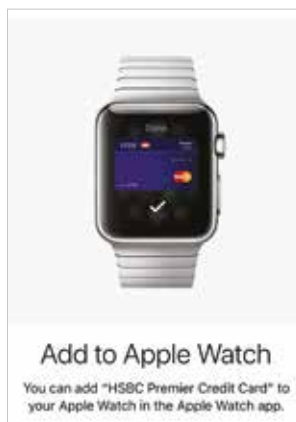 HSBC
Add to Apple Watch
You can add "HSBC Premier Credit Card" to
your Apple Watch in the Apple Watch app.